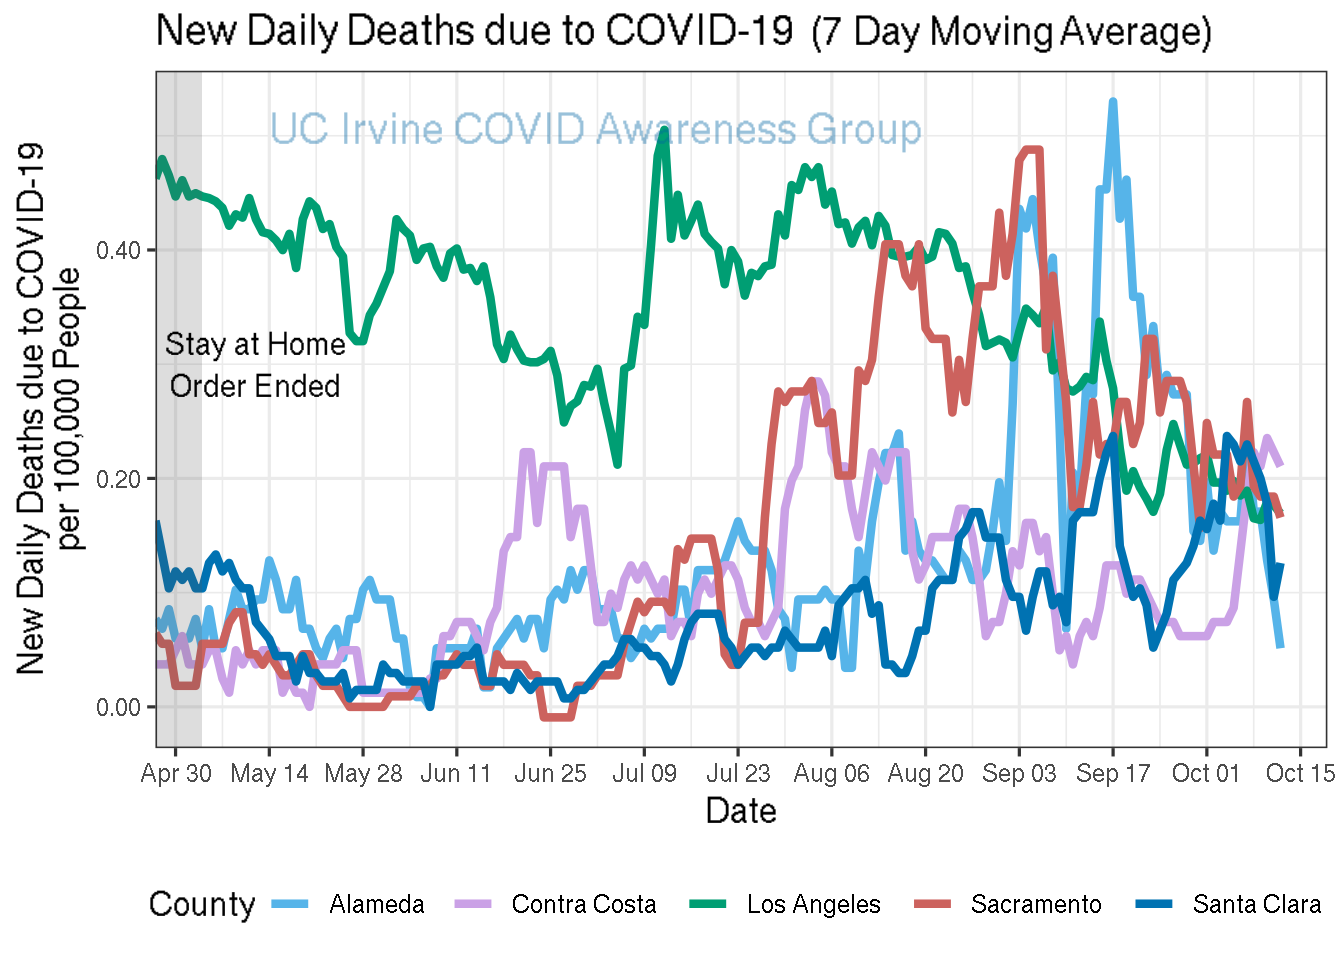 New Daily Deaths due to COVID-19 (7 Day Moving Average)
UC Irvine COVID Awareness Group
New Daily Deaths due to COVID-19
per 100,000 People
0.40
0.20
0.00
Stay at Home
Order Ended
Apr 30 May 14 May 28 Jun 11 Jun 25 Jul 09 Jul 23 Aug 06 Aug 20 Sep 03 Sep 17 Oct 01 Oct 15
Date
County Alameda Contra Costa Los Angeles Sacramento Santa Clara